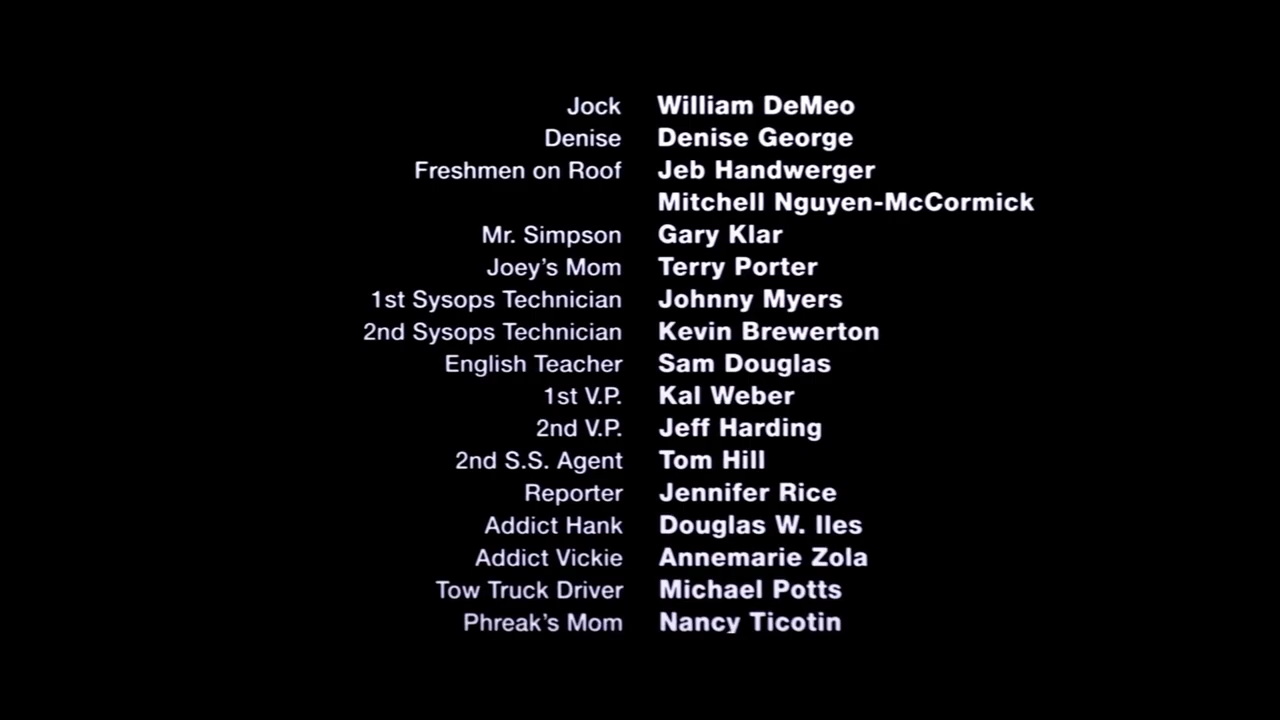 Jock William DeMeo
Denise Denise George
Freshmen on Roof Jeb Handwerger
Mitchell Nguyen-McCormick
Mr. Simpson Gary Klar
Joey's Mom Terry Porter
1st Sysops Technician Johnny Myers
2nd Sysops Technician Kevin Brewerton
English Teacher Sam Douglas
1st V.P. Kal Weber
2nd V.P. Jeff Harding
2nd S.S. Agent Tom Hill
Reporter Jennifer Rice
Addict Hank Douglas W. Iles
Addict Vickie Annemarie Zola
Tow Truck Driver Michael Potts
Phreak's Mom Nancy Ticotin